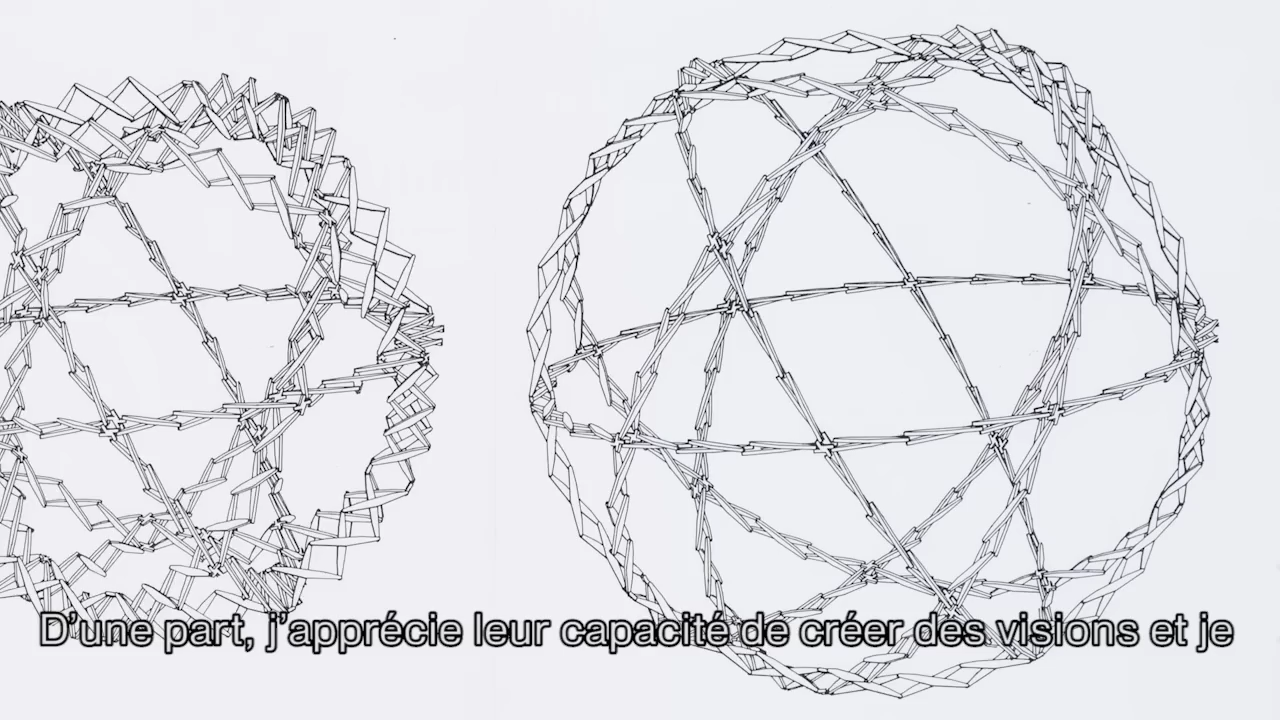 D’une part, j’apprécie leur capacité de créer des visions et je